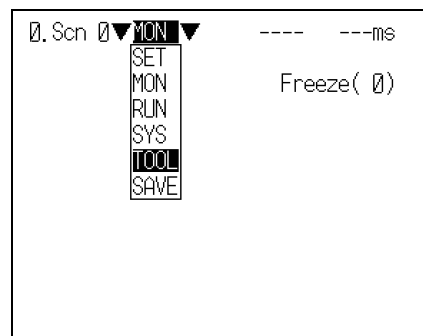 0.Scn 0▼MON ▼ ---- ---ms
SET
MON Freeze( 0)
RUN
SYS
TOOL
SAVE